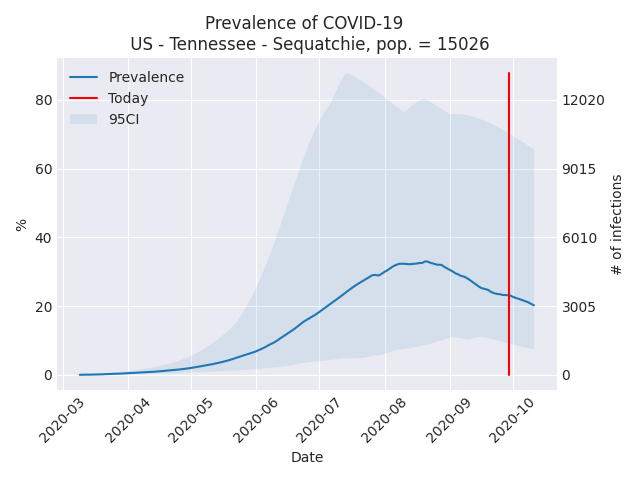 Prevalence of COVID-19
US - Tennessee - Sequatchie, pop. = 15026
Prevalence
Today
95CI
80
60
40
20
0
%
12020
9015
6010
3005
0
# of infections
2020-03
2020-04
2020-05
2020-06
2020-07
2020-08
2020-09
2020-10
Date